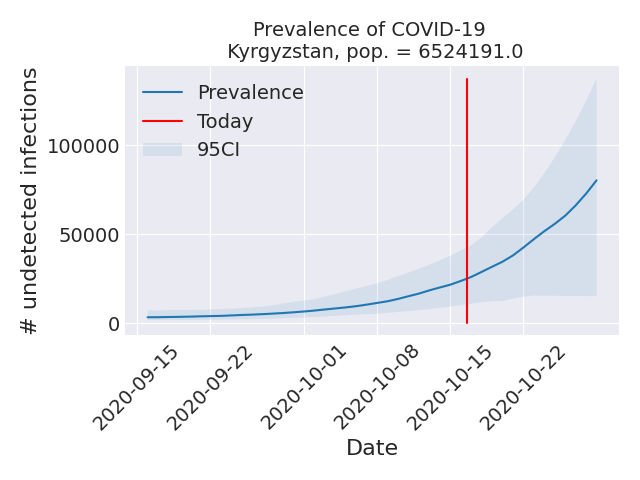 Prevalence of COVID-19
Kyrgyzstan, pop. = 6524191.0
Prevalence
Today
95CI
# undetected infections
100000
50000
0
2020-09-15
2020-09-22
2020-10-01
2020-10-08
2020-10-15
2020-10-22
Date